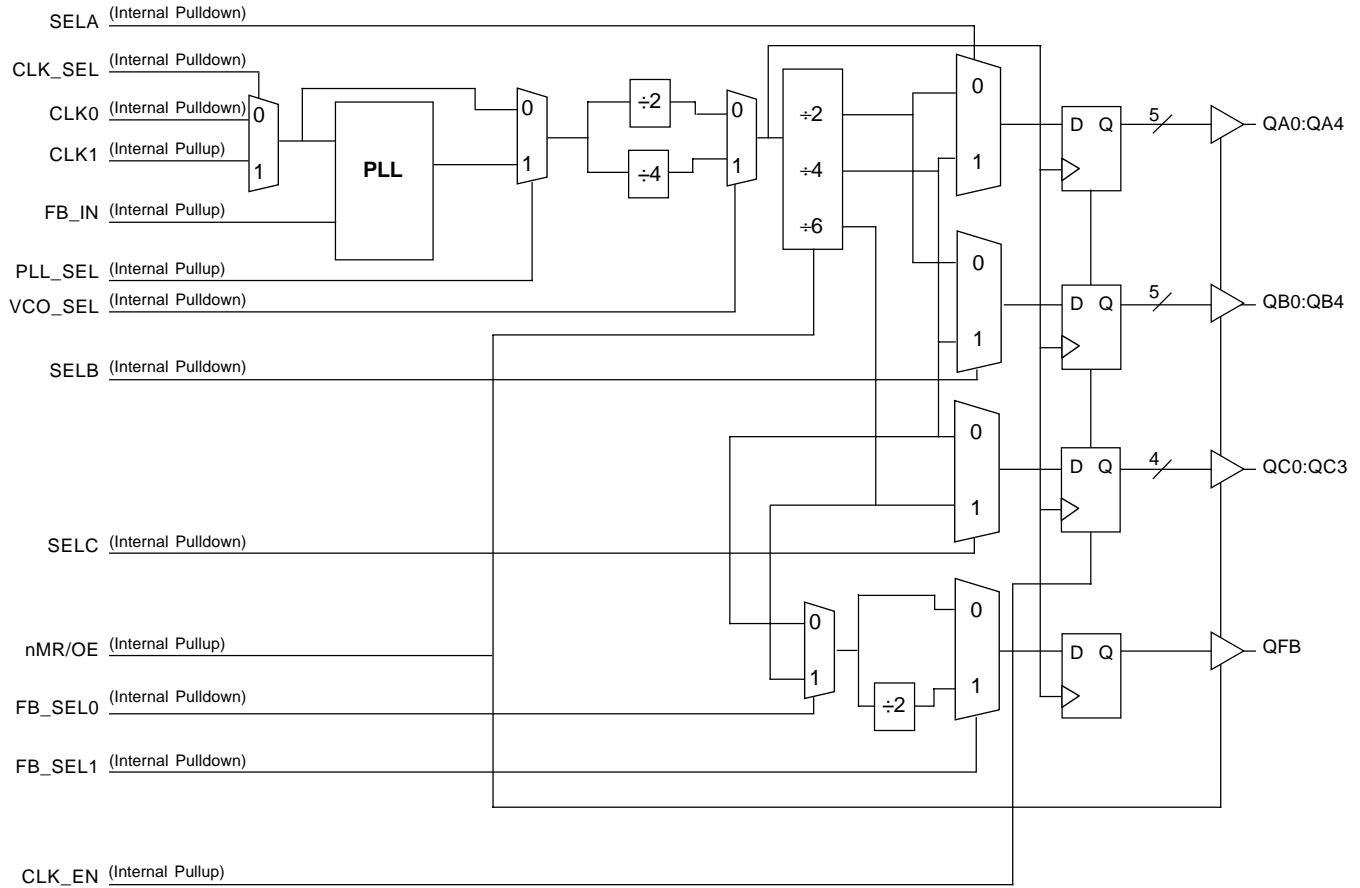 SELA (Internal Pulldown)
CLK_SEL (Internal Pulldown)
CLK0 (Internal Pulldown)
CLK1 (Internal Pullup)
FB_IN (Internal Pullup)
PLL_SEL (Internal Pullup)
VCO_SEL (Internal Pulldown)
SELB (Internal Pulldown)
SELC (Internal Pulldown)
nMR/OE (Internal Pullup)
FB_SEL0 (Internal Pulldown)
FB_SEL1 (Internal Pulldown)
CLK_EN (Internal Pullup)
0
1
PLL
0
1
÷2
÷4
0
1
÷2
÷4
÷6
0
1
D Q
5
QA0:QA4
0
1
D Q
5
QB0:QB4
0
1
D Q
4
QC0:QC3
0
1
÷2
0
1
D Q
QFB